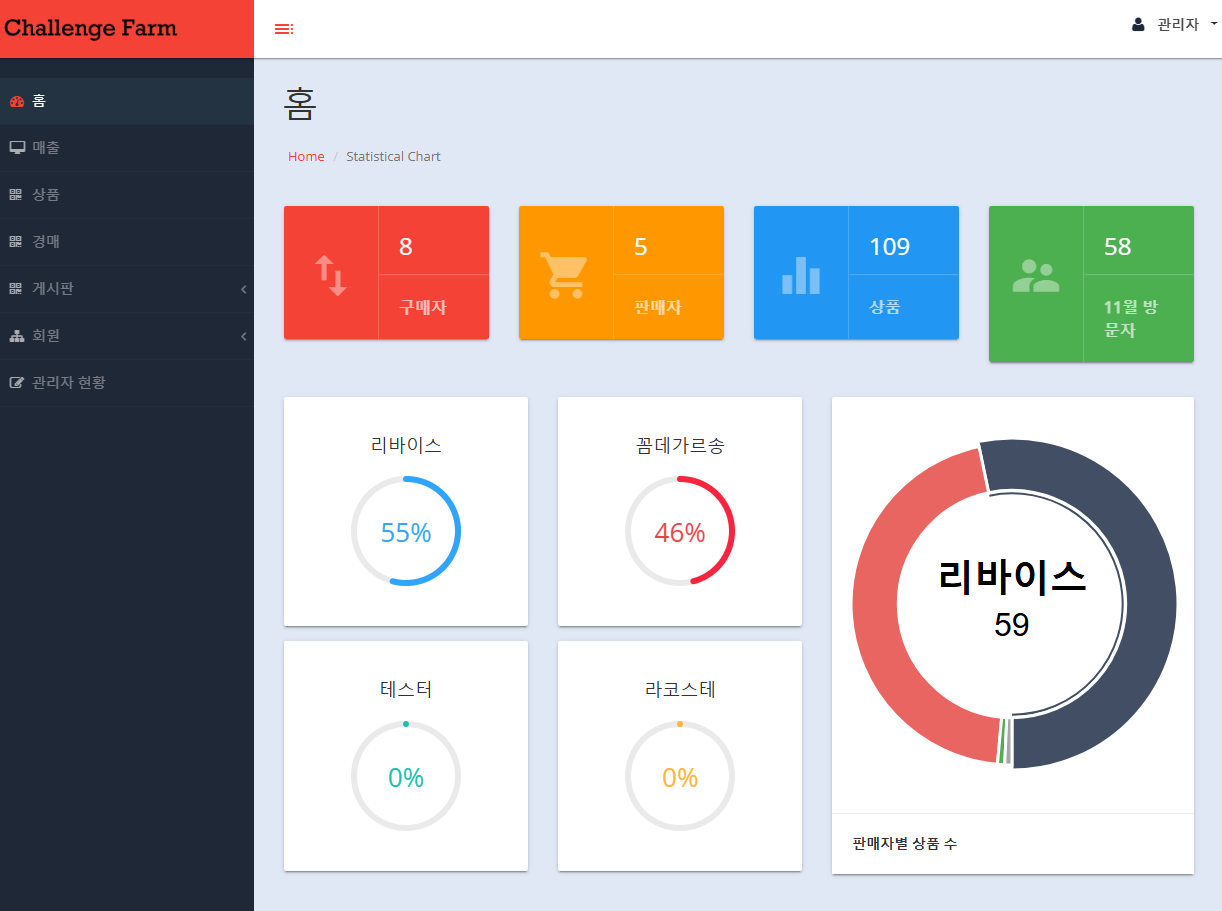 Challenge Farm
관리자
홈
매출
상품
경매
게시판
회원
관리자 현황
홈
Home / Statistical Chart
8
구매자
5
판매자
109
상품
58
11월 방
문자
리바이스
55%
꼼데가르송
46%
테스터
0%
라코스테
0%
리바이스
59
판매자별 상품 수